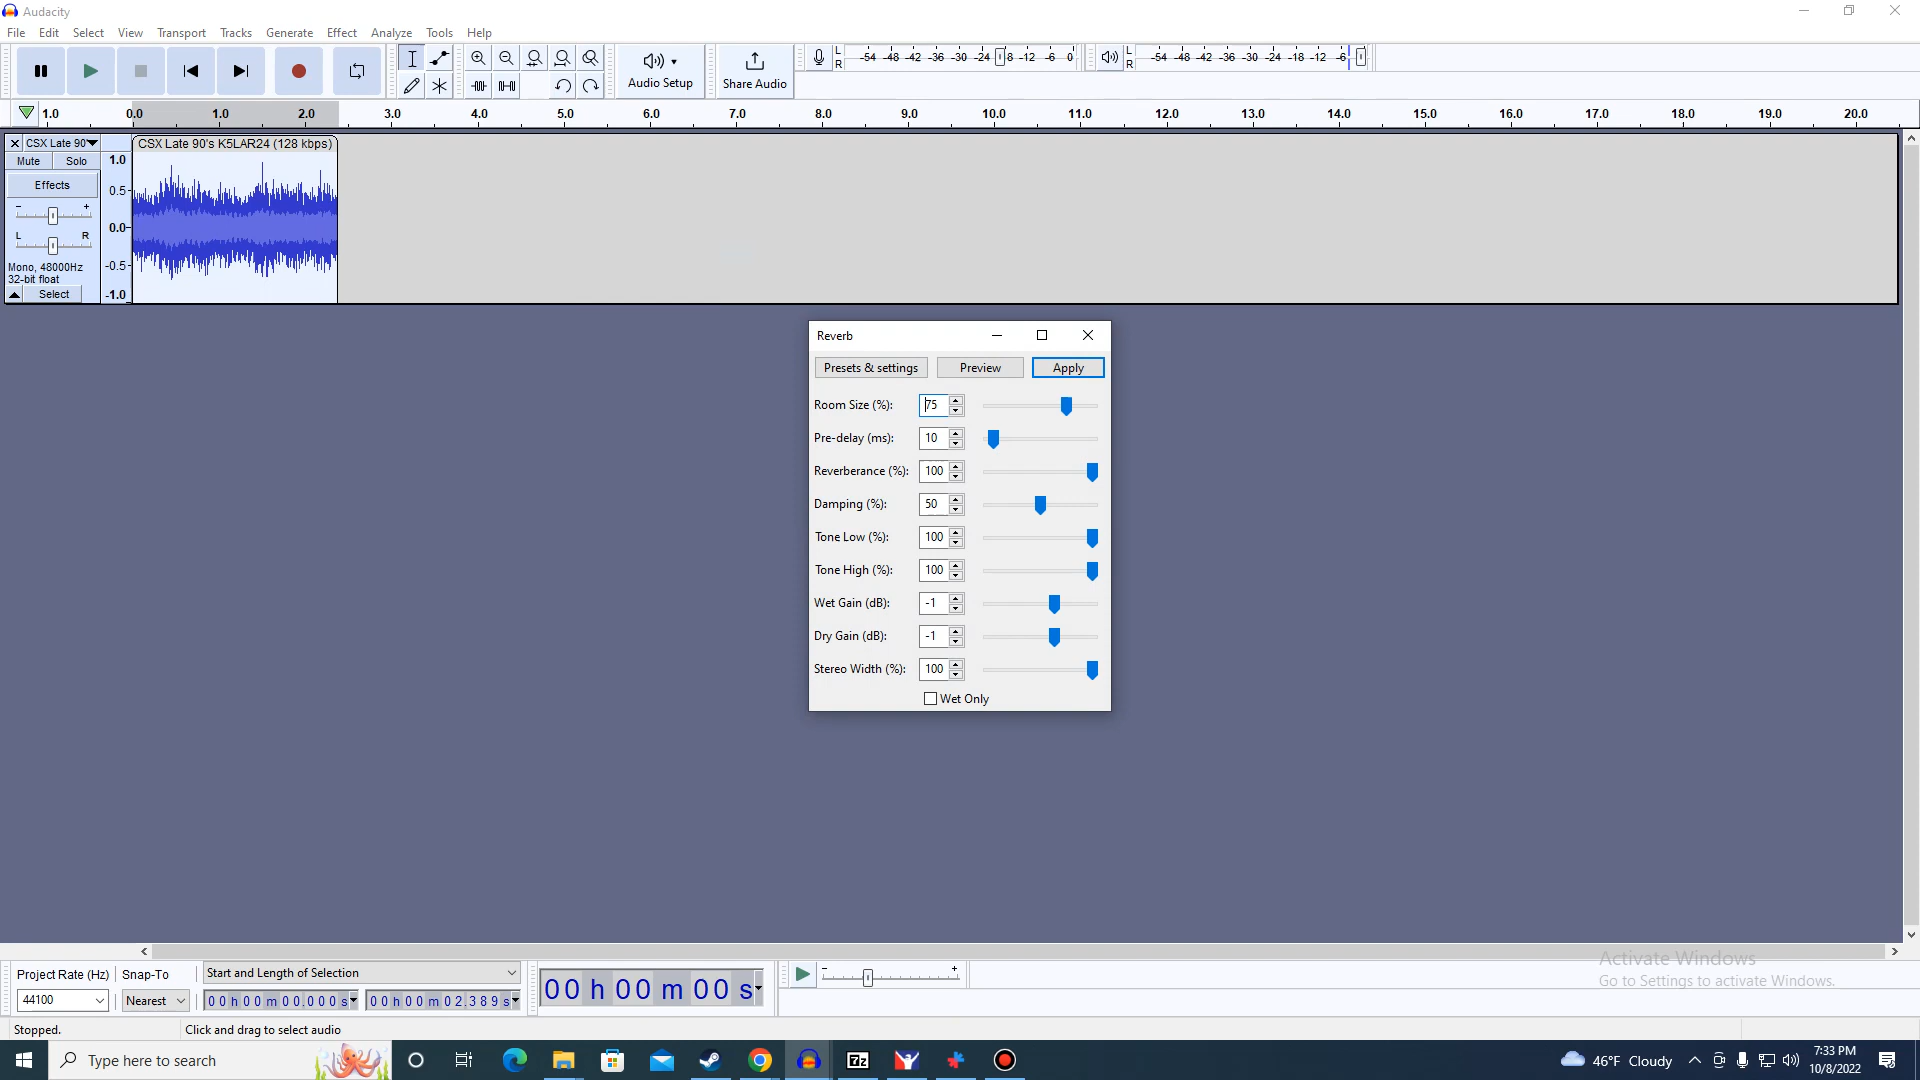 Audacity
File Edit Select View Transport Tracks Generate Effect Analyze Tools Help
Audio Setup
Share Audio
L
R
-54 -48 -42 -36 -30 -24 8 -12 -6 0
L
R
-54 -48 -42 -36 -30 -24 -18 -12 -6
1.0 0.0 1.0 2.0 3.0 4.0 5.0 6.0 7.0 8.0 9.0 10.0 11.0 12.0 13.0 14.0 15.0 16.0 17.0 18.0 19.0 20.0
CSX Late 90'
CSX Late 90's K5LAR24 (128 kbps)
Mute Solo
Effects
- +
L R
Mono, 48000Hz
32-bit float
Select
1.0
0.5
0.0
-0.5
-1.0
Reverb
Presets & settings Preview Apply
Room Size (%): 75
Pre-delay (ms): 10
Reverberance (%): 100
Damping (%): 50
Tone Low (%): 100
Tone High (%): 100
Wet Gain (dB): -1
Dry Gain (dB): -1
Stereo Width (%): 100
Wet Only
Activate Windows
Go to Settings to activate Windows.
Project Rate (Hz) Snap-To Start and Length of Selection
44100 Nearest 00h00m00.000s 00h00m02.389s
00 h 00 m 00 s
- +
Stopped. Click and drag to select audio
Type here to search
7z
46°F Cloudy
7:33 PM
10/8/2022